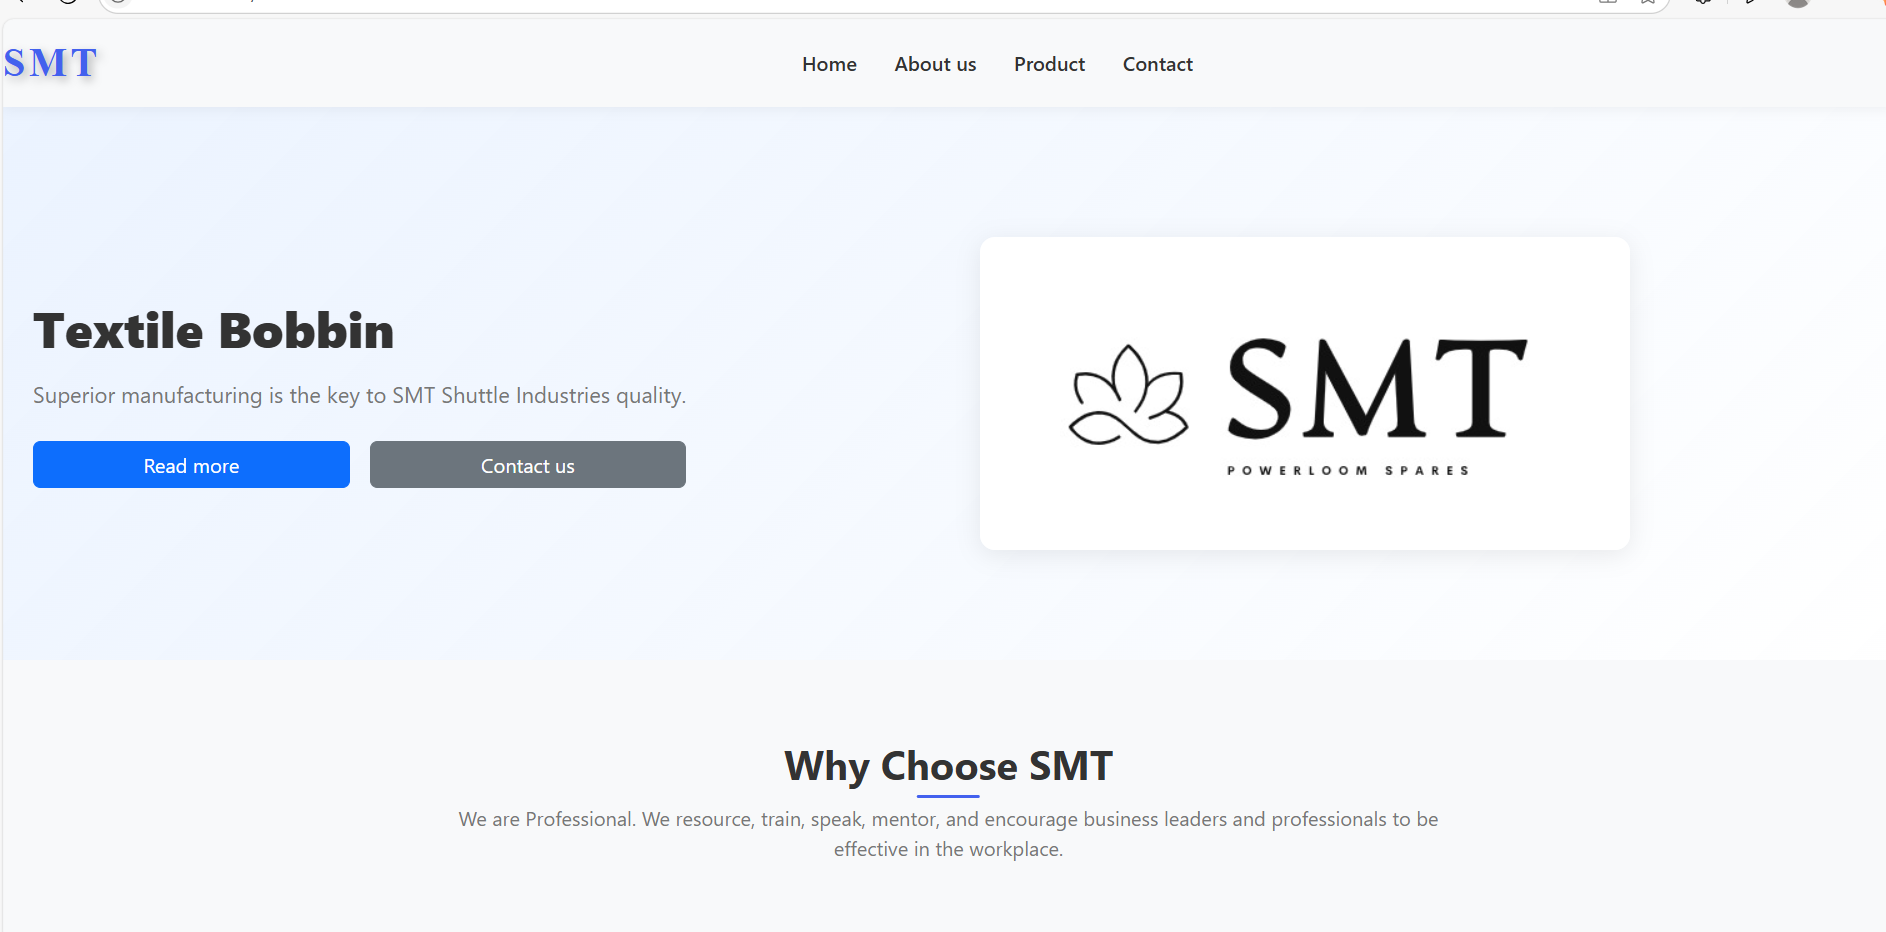 SMT
Home About us Product Contact
Textile Bobbin
Superior manufacturing is the key to SMT Shuttle Industries quality.
Read more Contact us
SMT
POWERLOOM SPARES
Why Choose SMT
We are Professional. We resource, train, speak, mentor, and encourage business leaders and professionals to be
effective in the workplace.